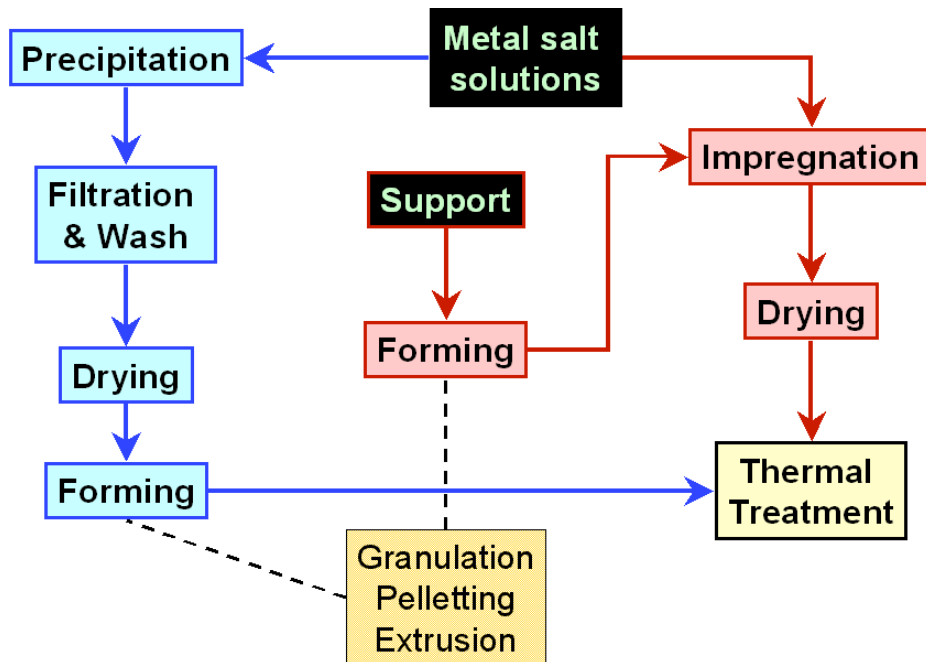 Metal salt
solutions
Precipitation
Impregnation
Filtration
& Wash
Support
Drying
Forming
Drying
Forming
Thermal
Treatment
Granulation
Pelletting
Extrusion